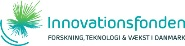 Innovationsfonden
FORSKNING, TEKNOLOGI & VÆKST I DANMARK